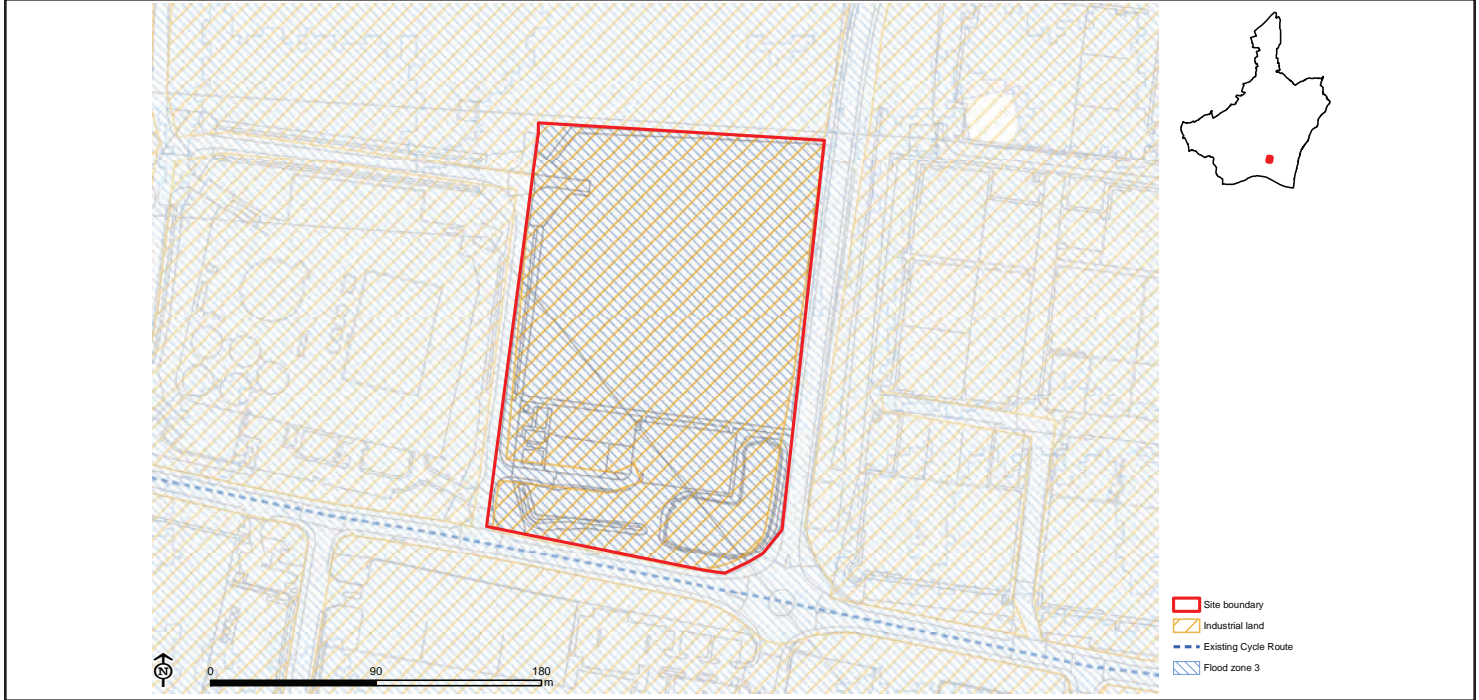 Site boundary
Industrial land
Existing Cycle Route
Flood zone 3
N
0 90 180
m